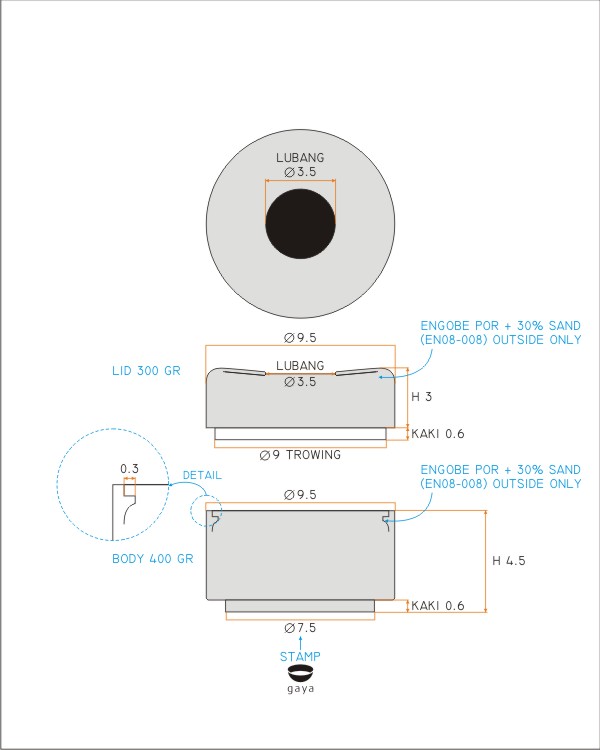 LUBANG
Ø3.5
Ø9.5
ENGOBE POR + 30% SAND
(EN08-008) OUTSIDE ONLY
LID 300 GR
LUBANG
Ø3.5
H 3
KAKI 0.6
Ø9 TROWING
0.3
DETAIL
ENGOBE POR + 30% SAND
(EN08-008) OUTSIDE ONLY
Ø9.5
BODY 400 GR
H 4.5
KAKI 0.6
Ø7.5
STAMP
gaya